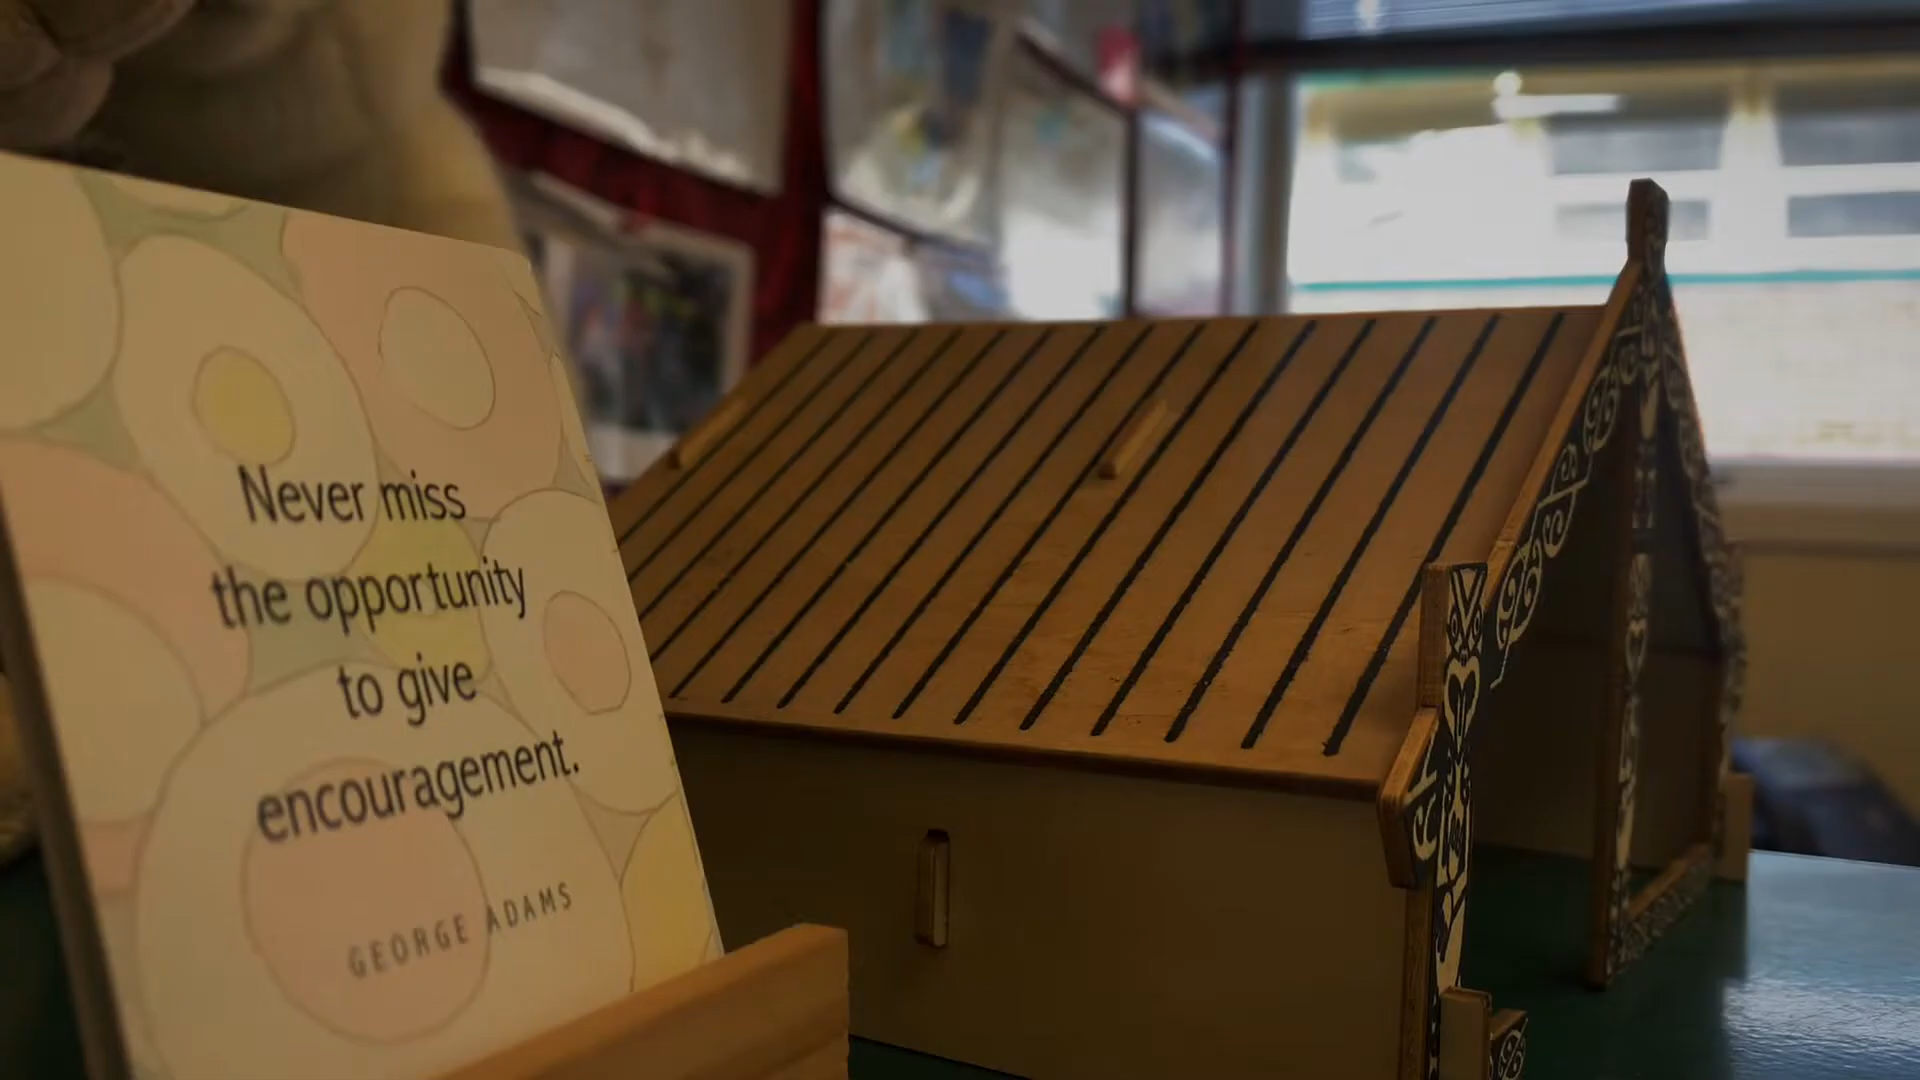 Never miss
the opportunity
to give
encouragement.
GEORGE ADAMS